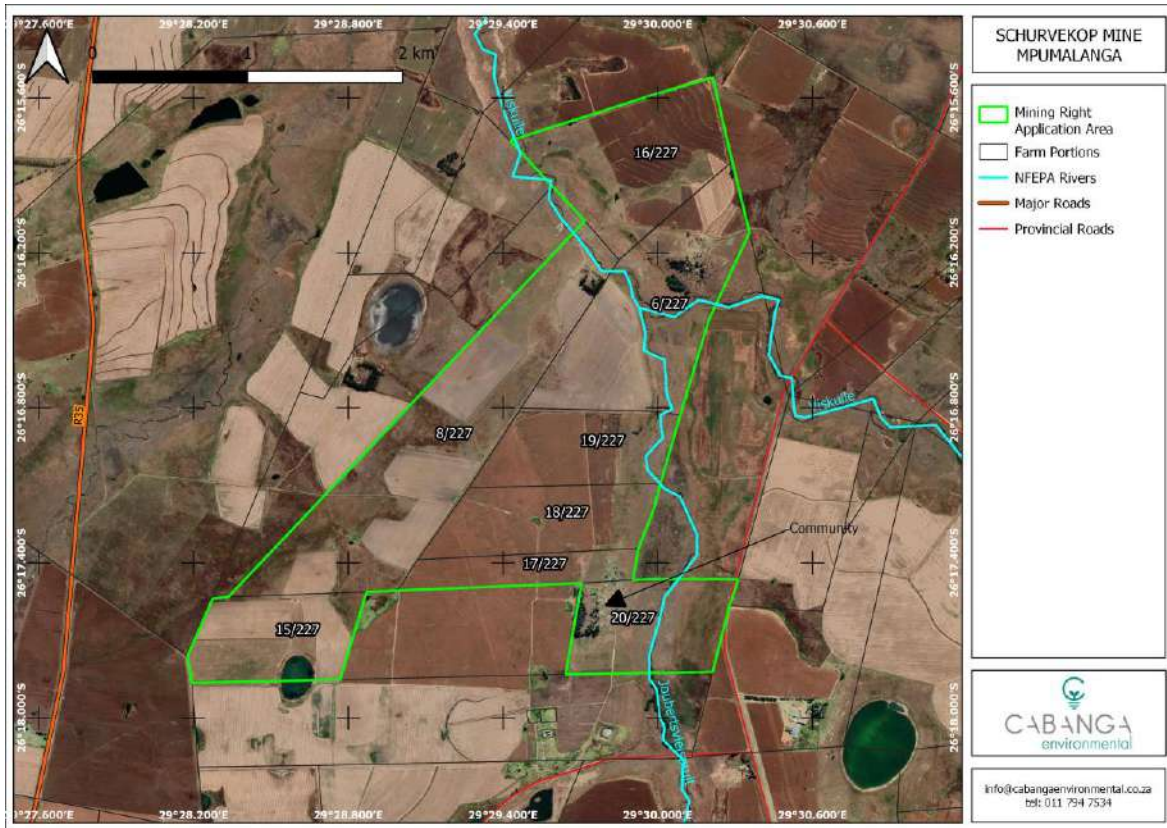 29°27.600'E
29°28.200'E
29°28.800'E
29°29.400'E
29°30.000'E
29°30.600'E
0
1
2 km
26°15.600'S
26°15.600'S
26°16.200'S
26°16.200'S
26°16.800'S
26°16.800'S
26°17.400'S
26°17.400'S
26°18.000'S
26°18.000'S
Viskuile
16/227
6/227
Viskuile
R35
8/227
19/227
18/227
17/227
Community
15/227
20/227
Joubertsvleispruit
29°27.600'E
29°28.200'E
29°28.800'E
29°29.400'E
29°30.000'E
29°30.600'E
SCHURVEKOP MINE
MPUMALANGA
Mining Right
Application Area
Farm Portions
NFEPA Rivers
Major Roads
Provincial Roads
CABANGA
environmental
info@cabangaenvironmental.co.za
tel: 011 794 7534